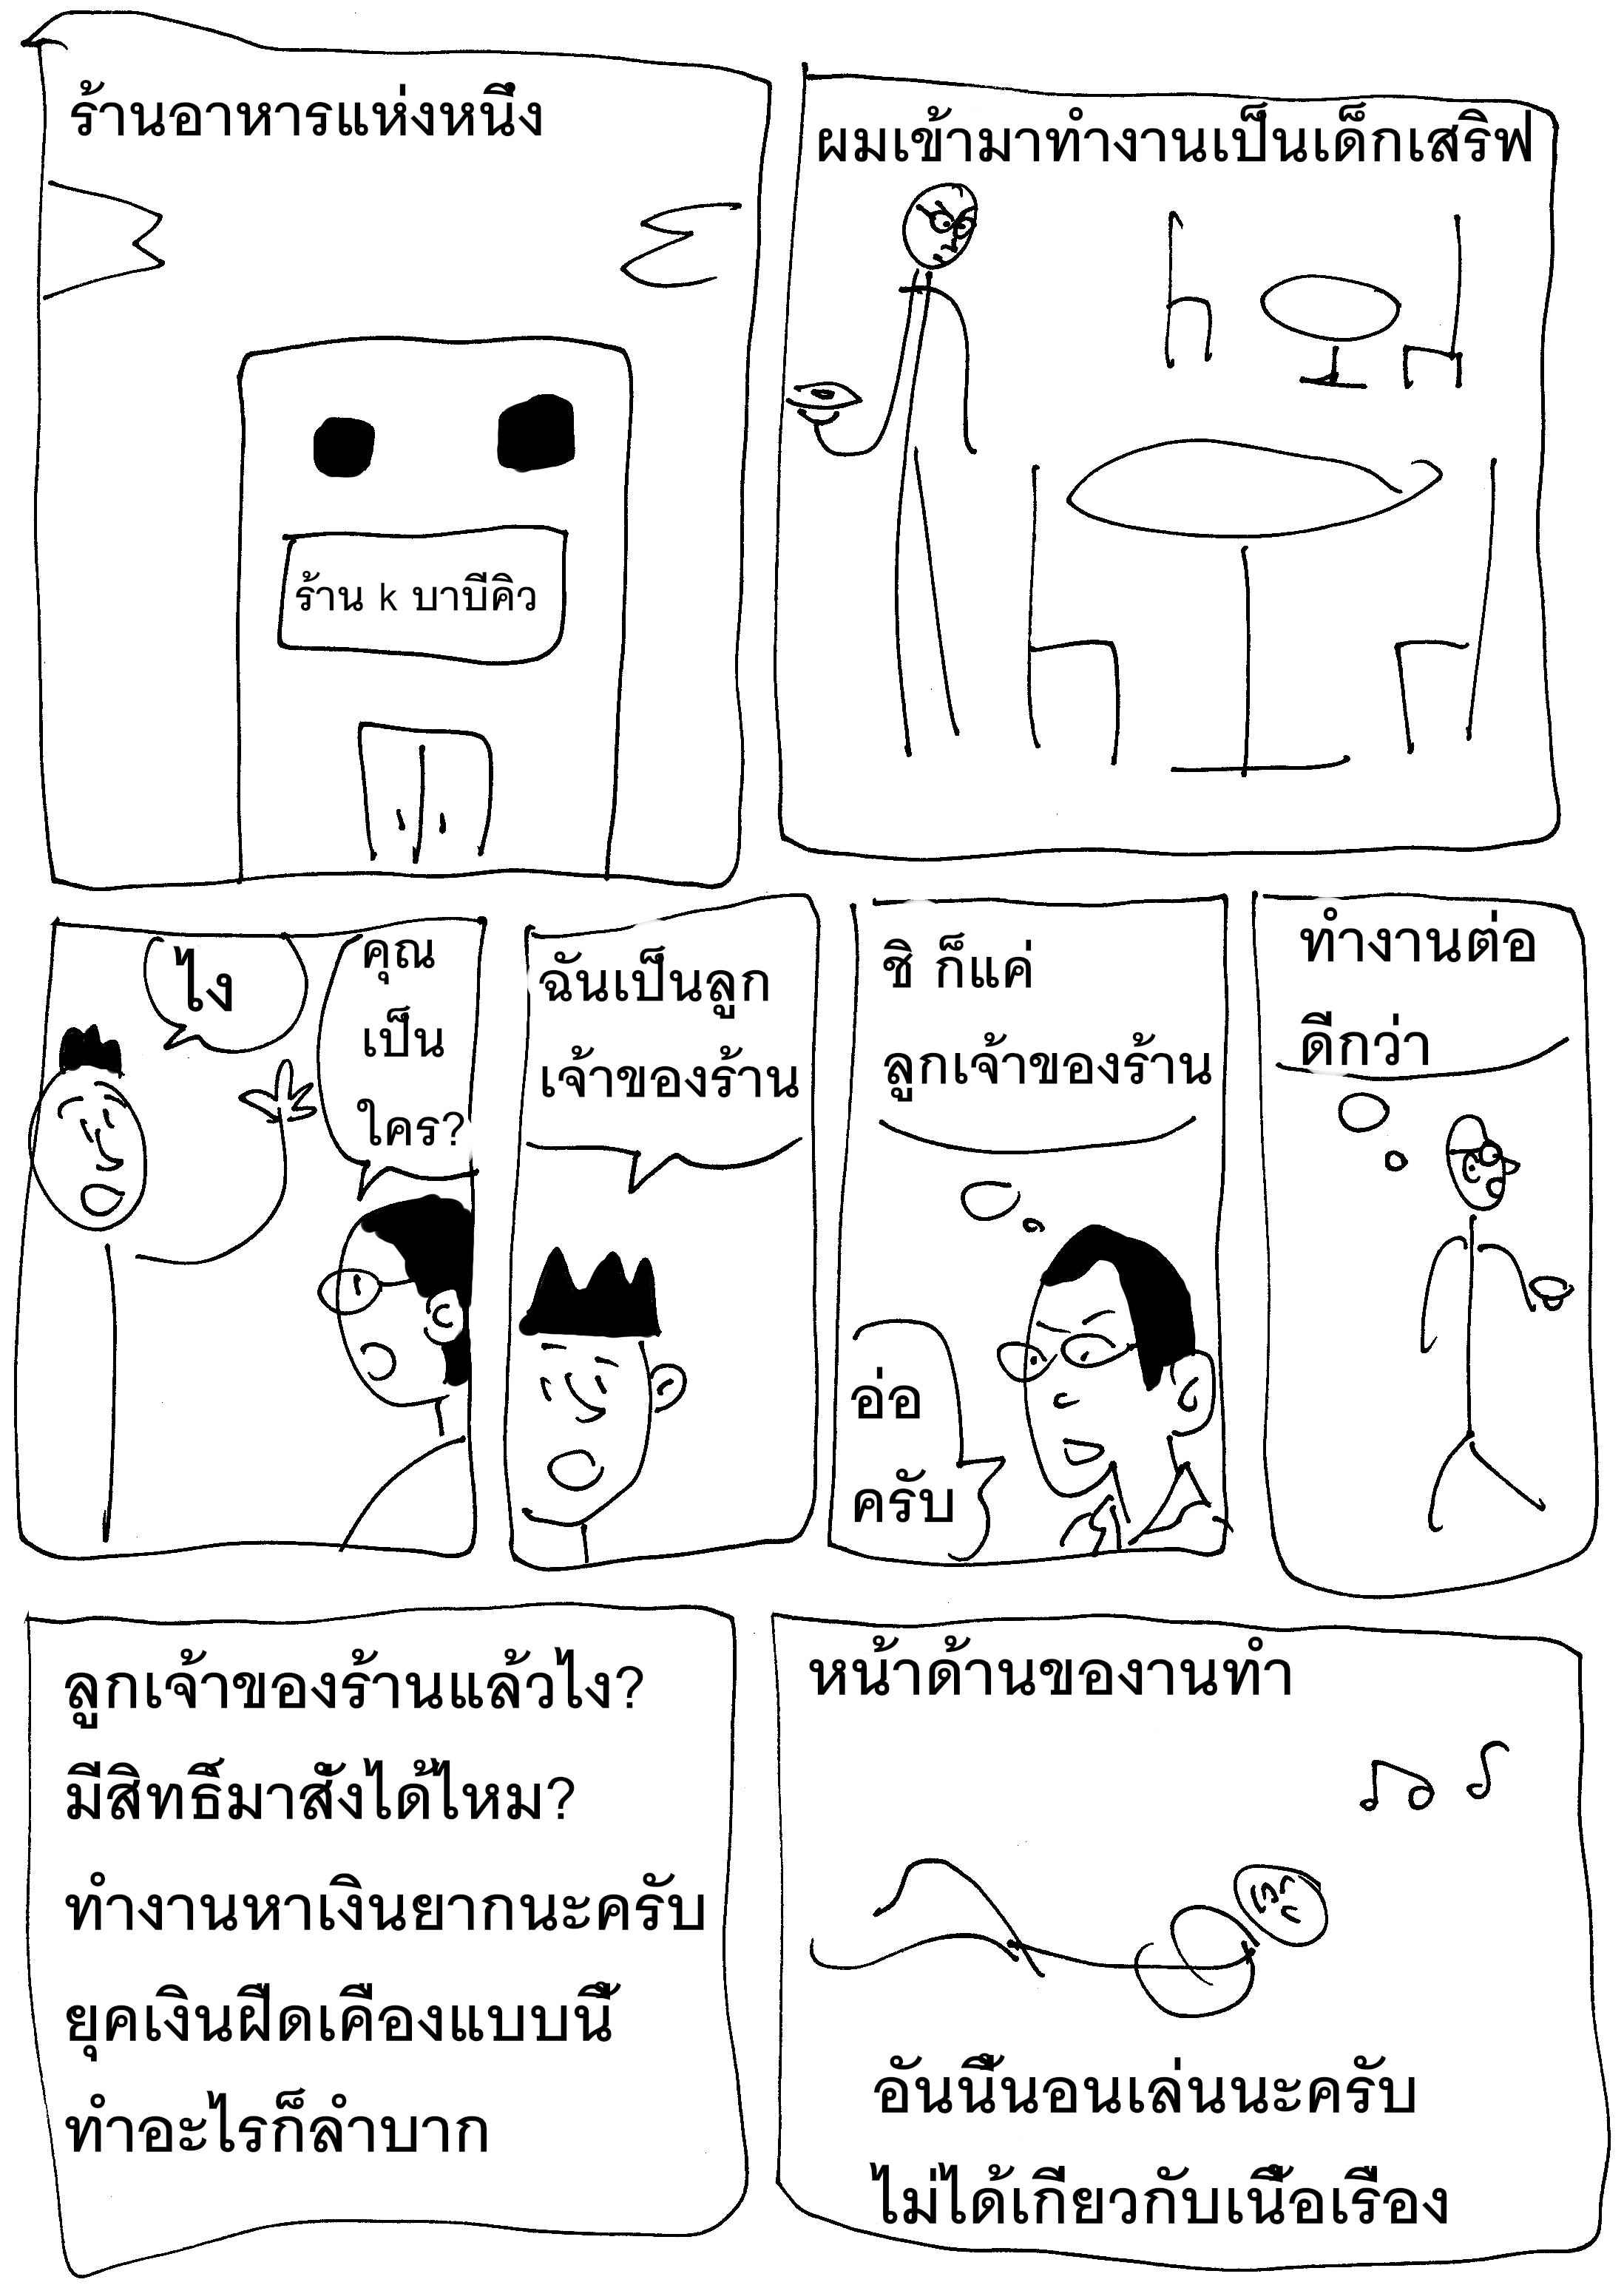 ร้านอาหารแห่งหนึ่ง
ร้าน k บาบีคิว
ผมเข้ามาทำงานเป็นเด็กเสริฟ
ไง
คุณ
เป็น
ใคร?
ฉันเป็นลูก
เจ้าของร้าน
ชิ ก็แค่
ลูกเจ้าของร้าน
อ่อ
ครับ
ทำงานต่อ
ดีกว่า
ลูกเจ้าของร้านแล้วไง?
มีสิทธิ์มาสั่งได้ไหม?
ทำงานหาเงินยากนะครับ
ยุคเงินฝืดเคืองแบบนี้
ทำอะไรก็ลำบาก
หน้าด้านของานทำ
อันนี้นอนเล่นนะครับ
ไม่ได้เกี่ยวกับเนื้อเรื่อง